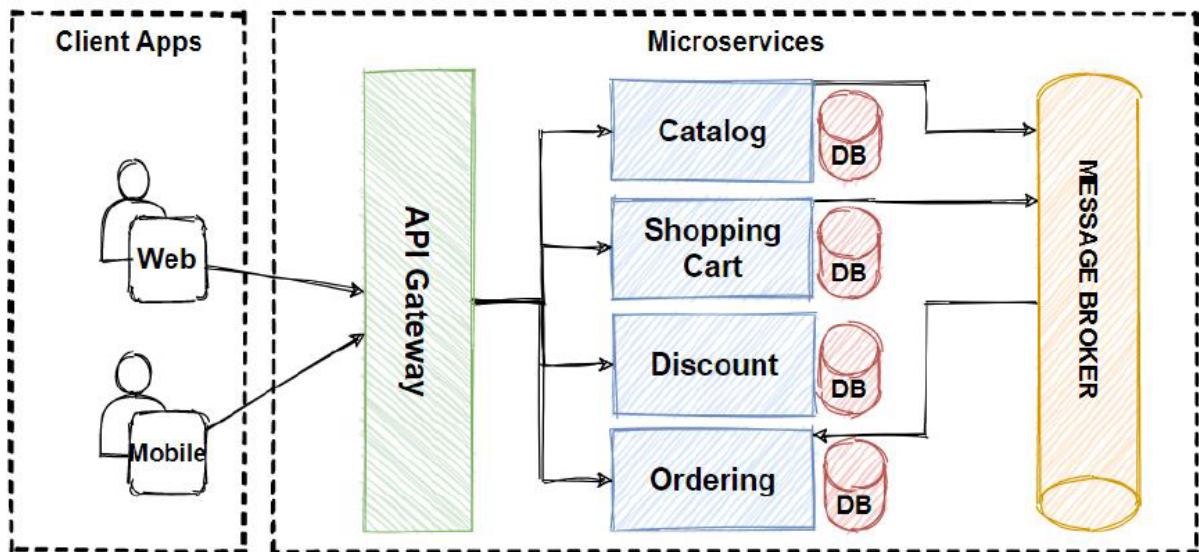 Client Apps
Microservices
Web
Mobile
API Gateway
Catalog
DB
Shopping
Cart
DB
Discount
DB
Ordering
DB
MESSAGE BROKER